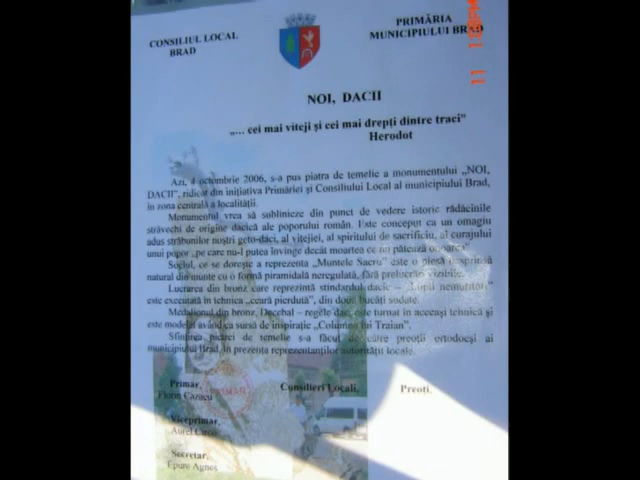 CONSILIUL LOCAL
BRAD
PRIMĂRIA
MUNICIPIULUI BRAD
NOI, DACII
„... cei mai viteji şi cei mai drepţi dintre traci”
Herodot
Azi, 4 octombrie 2006, s-a pus piatra de temelie a monumentului „NOI,
DACII”, ridicat din iniţiativa Primăriei şi Consiliului Local al municipiului Brad,
în zona centrală a localităţii.
Monumentul vrea să sublinieze din punct de vedere istoric rădăcinile
străvechi de origine dacică ale poporului român. Este conceput ca un omagiu
adus străbunilor noştri geto-daci, al vitejiei, al spiritului de sacrificiu, al curajului
unui popor „pe care nu-l putea învinge decât moartea ce nu pătează onoarea”.
Soclul, ce se doreşte a reprezenta „Muntele Sacru” este o piesă desprinsă
natural din munte cu o formă piramidală neregulată, fără prelucrări vizibile.
Lucrarea din bronz care reprezintă stindardul dacic – „Lupii nemuritori”
este executată în tehnica „ceară pierdută”, din două bucăţi sudate.
Medalionul din bronz, Decebal – regele dac, este turnat în aceeaşi tehnică şi
este modelat având ca sursă de inspiraţie „Columna lui Traian”.
Sfinţirea pietrei de temelie s-a făcut de către preoţii ortodocşi ai
municipiului Brad, în prezenţa reprezentanţilor autorităţii locale.
Primar,
Florin Cazacu
Consilieri Locali,
Preoţi,
Viceprimar,
Aurel Circo
Secretar,
Epure Agnes